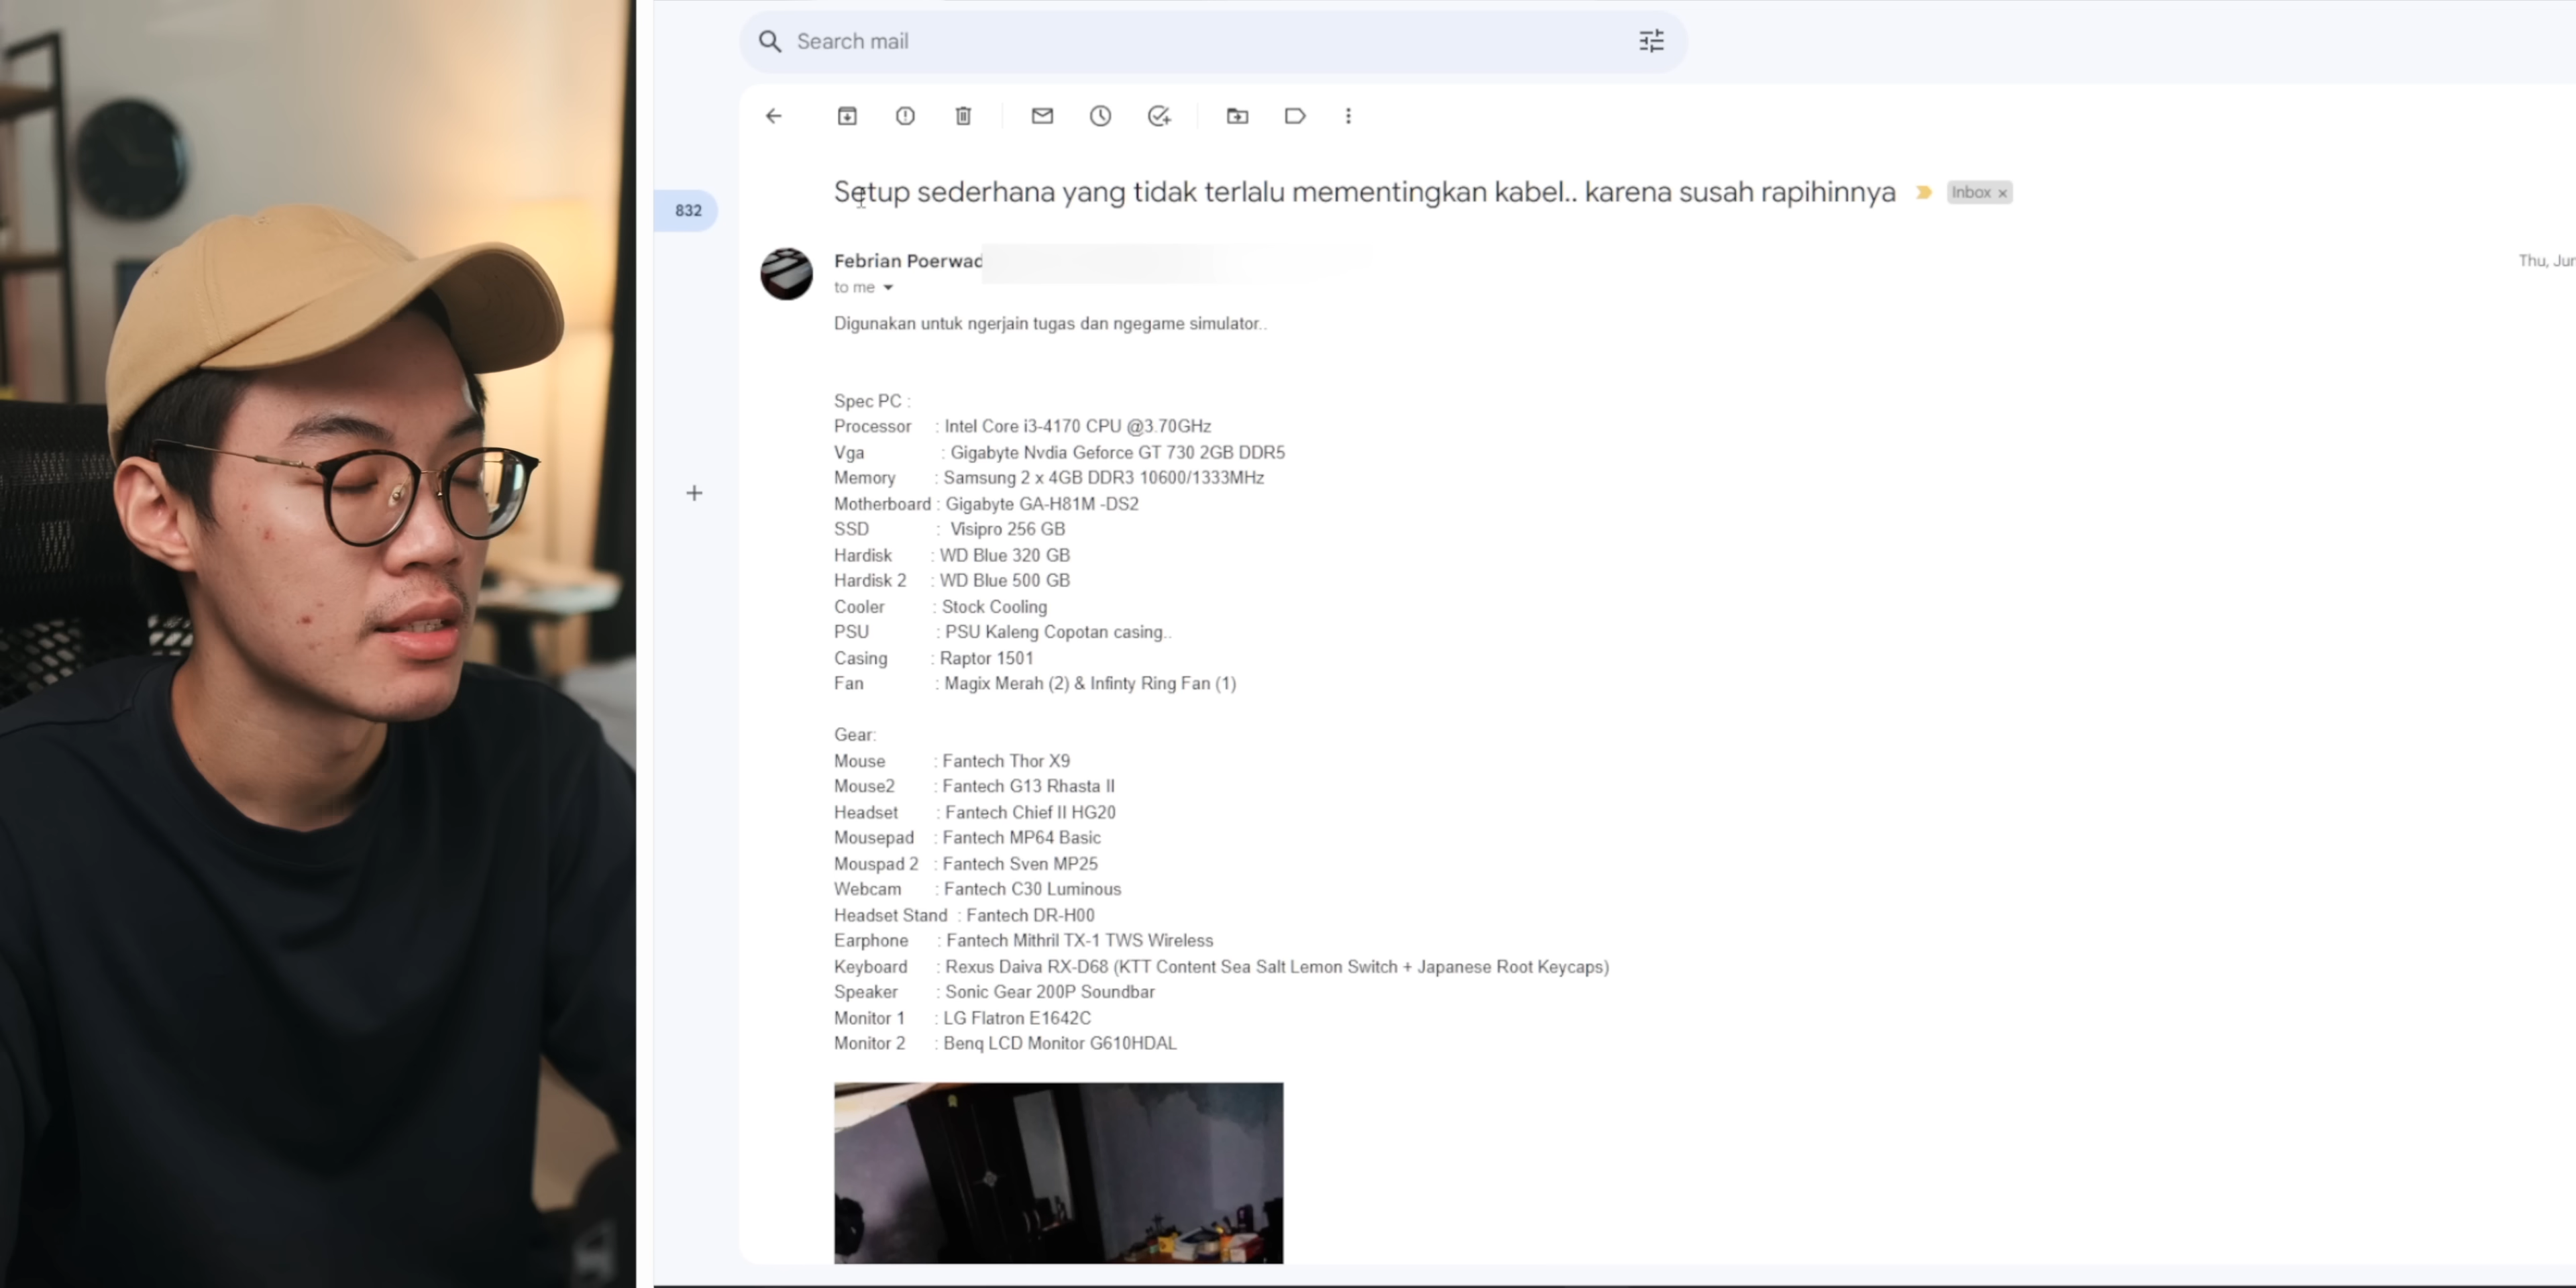 Search mail
832
Setup sederhana yang tidak terlalu mementingkan kabel.. karena susah rapihinnya
Inbox ×
Febrian Poerwad
Thu, Jun
to me
Digunakan untuk ngerjain tugas dan ngegame simulator..
Spec PC :
Processor : Intel Core i3-4170 CPU @3.70GHz
Vga : Gigabyte Nvdia Geforce GT 730 2GB DDR5
Memory : Samsung 2 x 4GB DDR3 10600/1333MHz
Motherboard : Gigabyte GA-H81M -DS2
SSD : Visipro 256 GB
Hardisk : WD Blue 320 GB
Hardisk 2 : WD Blue 500 GB
Cooler : Stock Cooling
PSU : PSU Kaleng Copotan casing..
Casing : Raptor 1501
Fan : Magix Merah (2) & Infinty Ring Fan (1)
Gear:
Mouse : Fantech Thor X9
Mouse2 : Fantech G13 Rhasta II
Headset : Fantech Chief II HG20
Mousepad : Fantech MP64 Basic
Mouspad 2 : Fantech Sven MP25
Webcam : Fantech C30 Luminous
Headset Stand : Fantech DR-H00
Earphone : Fantech Mithril TX-1 TWS Wireless
Keyboard : Rexus Daiva RX-D68 (KTT Content Sea Salt Lemon Switch + Japanese Root Keycaps)
Speaker : Sonic Gear 200P Soundbar
Monitor 1 : LG Flatron E1642C
Monitor 2 : Benq LCD Monitor G610HDAL